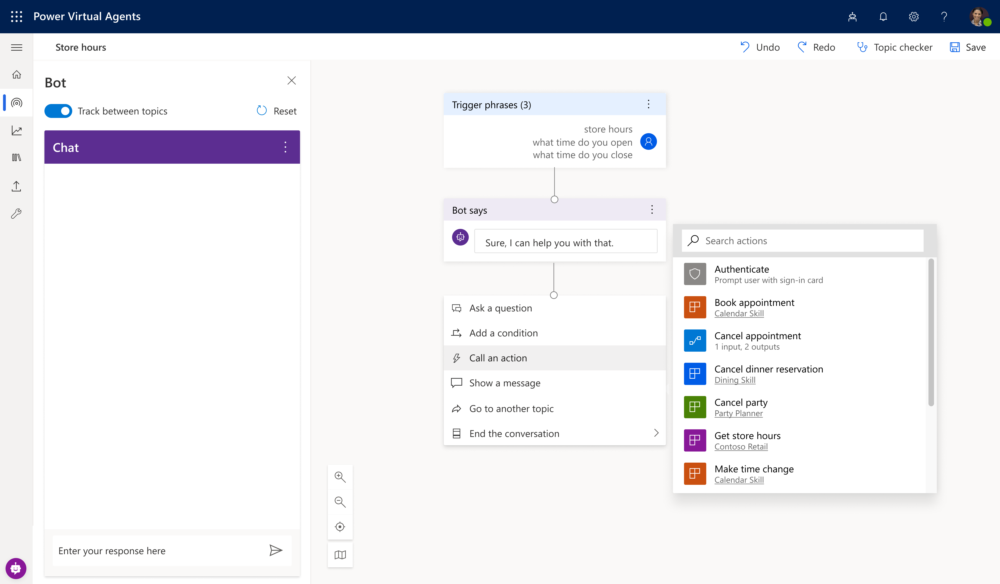 Power Virtual Agents
Store hours
Undo
Redo
Topic checker
Save
Bot
Track between topics
Reset
Chat
Enter your response here
Trigger phrases (3)
store hours
what time do you open
what time do you close
Bot says
Sure, I can help you with that.
Ask a question
Add a condition
Call an action
Show a message
Go to another topic
End the conversation
Search actions
Authenticate
Prompt user with sign-in card
Book appointment
Calendar Skill
Cancel appointment
1 input, 2 outputs
Cancel dinner reservation
Dining Skill
Cancel party
Party Planner
Get store hours
Contoso Retail
Make time change
Calendar Skill